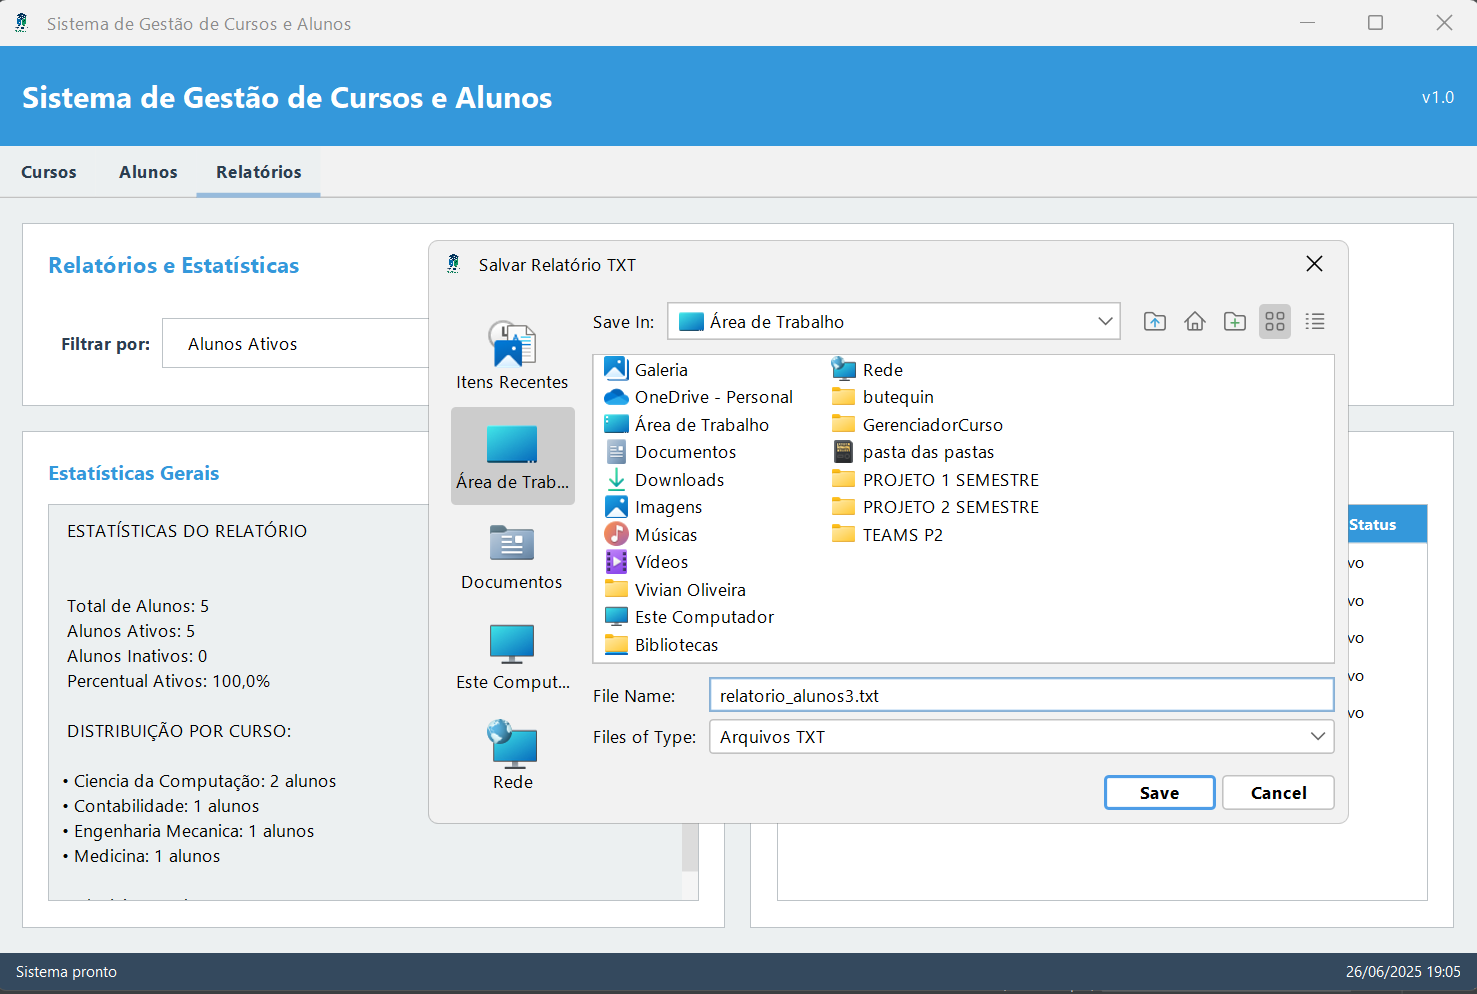 Sistema de Gestão de Cursos e Alunos
Sistema de Gestão de Cursos e Alunos
v1.0
Cursos
Alunos
Relatórios
Relatórios e Estatísticas
Filtrar por:
Alunos Ativos
Estatísticas Gerais
ESTATÍSTICAS DO RELATÓRIO
Total de Alunos: 5
Alunos Ativos: 5
Alunos Inativos: 0
Percentual Ativos: 100,0%
DISTRIBUIÇÃO POR CURSO:
• Ciencia da Computação: 2 alunos
• Contabilidade: 1 alunos
• Engenharia Mecanica: 1 alunos
• Medicina: 1 alunos
Salvar Relatório TXT
Save In:
Área de Trabalho
Itens Recentes
Área de Trab...
Documentos
Este Comput...
Rede
Galeria
OneDrive - Personal
Área de Trabalho
Documentos
Downloads
Imagens
Músicas
Vídeos
Vivian Oliveira
Este Computador
Bibliotecas
Rede
butequin
GerenciadorCurso
pasta das pastas
PROJETO 1 SEMESTRE
PROJETO 2 SEMESTRE
TEAMS P2
File Name:
relatorio_alunos3.txt
Files of Type:
Arquivos TXT
Save
Cancel
Status
vo
vo
vo
vo
vo
Sistema pronto
26/06/2025 19:05